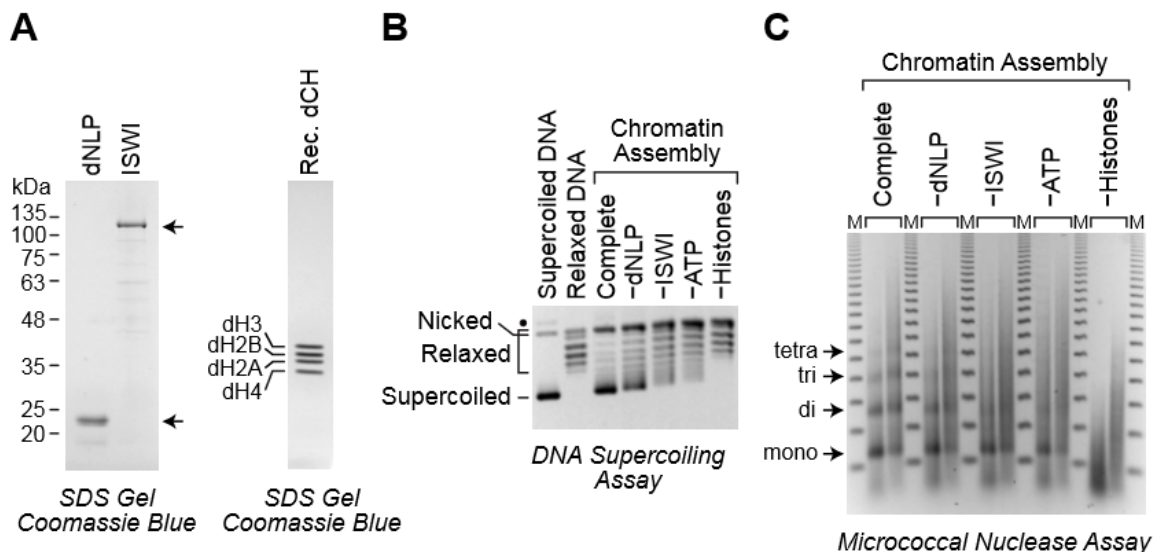 A
dNLP
ISWI
kDa
135
100
75
63
48
35
25
20
SDS Gel
Coomassie Blue
Rec. dCH
dH3
dH2B
dH2A
dH4
SDS Gel
Coomassie Blue
B
Supercoiled DNA
Relaxed DNA
Chromatin
Assembly
Complete
–dNLP
–ISWI
–ATP
–Histones
Nicked
Relaxed
Supercoiled
DNA Supercoiling
Assay
C
Chromatin Assembly
Complete
–dNLP
–ISWI
–ATP
–Histones
M M M M M M
tetra
tri
di
mono
Micrococcal Nuclease Assay